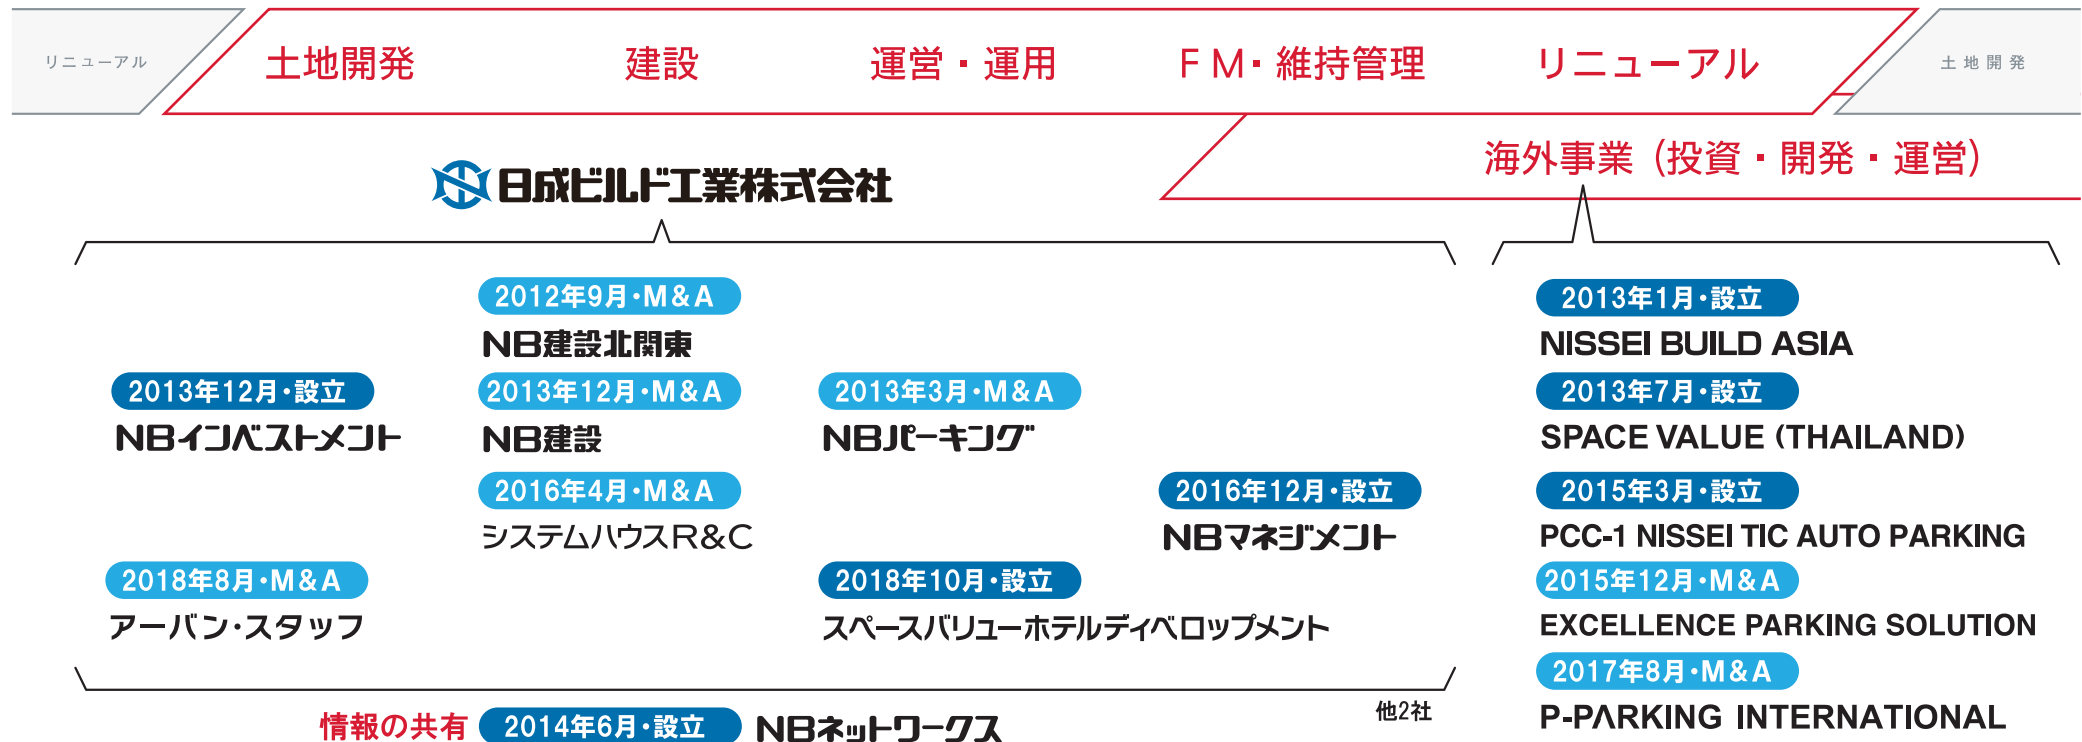 リニューアル
土地開発
建設
運営・運用
FM・維持管理
リニューアル
土地開発
海外事業(投資・開発・運営)
日成ビルド工業株式会社
2012年9月・M&A
NB建設北関東
2013年12月・設立
NBインベストメント
2013年12月・M&A
NB建設
2013年3月・M&A
NBパーキング
2016年4月・M&A
システムハウスR&C
2016年12月・設立
NBマネジメント
2018年8月・M&A
アーバン・スタッフ
2018年10月・設立
スペースバリューホテルディベロップメント
他2社
情報の共有 2014年6月・設立 NBネットワークス
2013年1月・設立
NISSEI BUILD ASIA
2013年7月・設立
SPACE VALUE (THAILAND)
2015年3月・設立
PCC-1 NISSEI TIC AUTO PARKING
2015年12月・M&A
EXCELLENCE PARKING SOLUTION
2017年8月・M&A
P-PARKING INTERNATIONAL